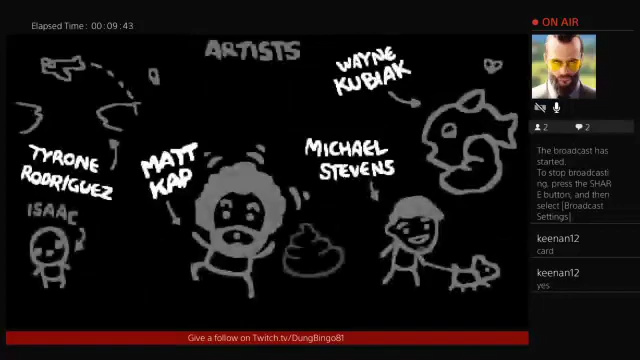 Elapsed Time : 00:09:43
ON AIR
ARTISTS
WAYNE
KUBIAK
TYRONE
RODRIGUEZ
MATT
KAP
MICHAEL
STEVENS
ISAAC
2
2
The broadcast has
started.
To stop broadcasti
ng, press the SHAR
E button, and then
select [Broadcast
Settings]
keenan12
card
keenan12
yes
Give a follow on Twitch.tv/DungBingo81